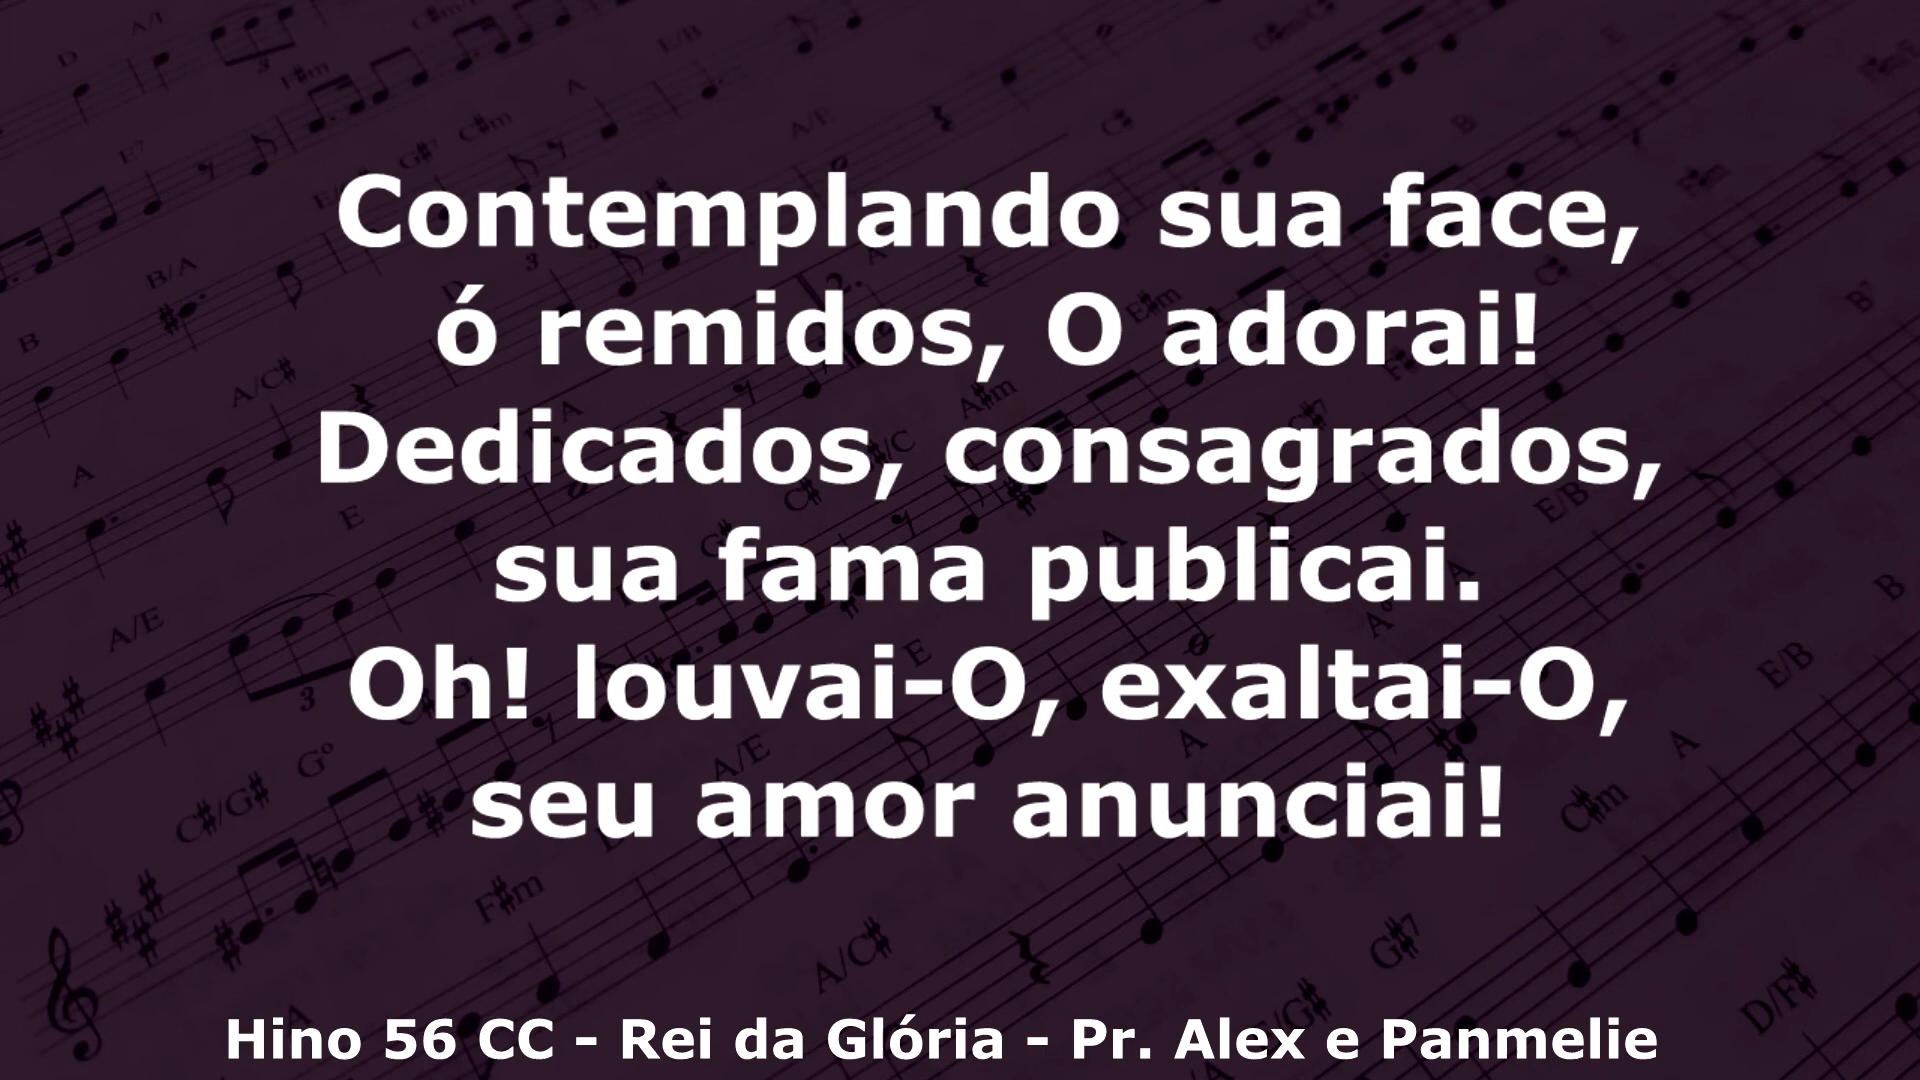 Contemplando sua face,
ó remidos, O adorai!
Dedicados, consagrados,
sua fama publicai.
Oh! louvai-O, exaltai-O,
seu amor anunciai!
Hino 56 CC - Rei da Glória - Pr. Alex e Panmelie